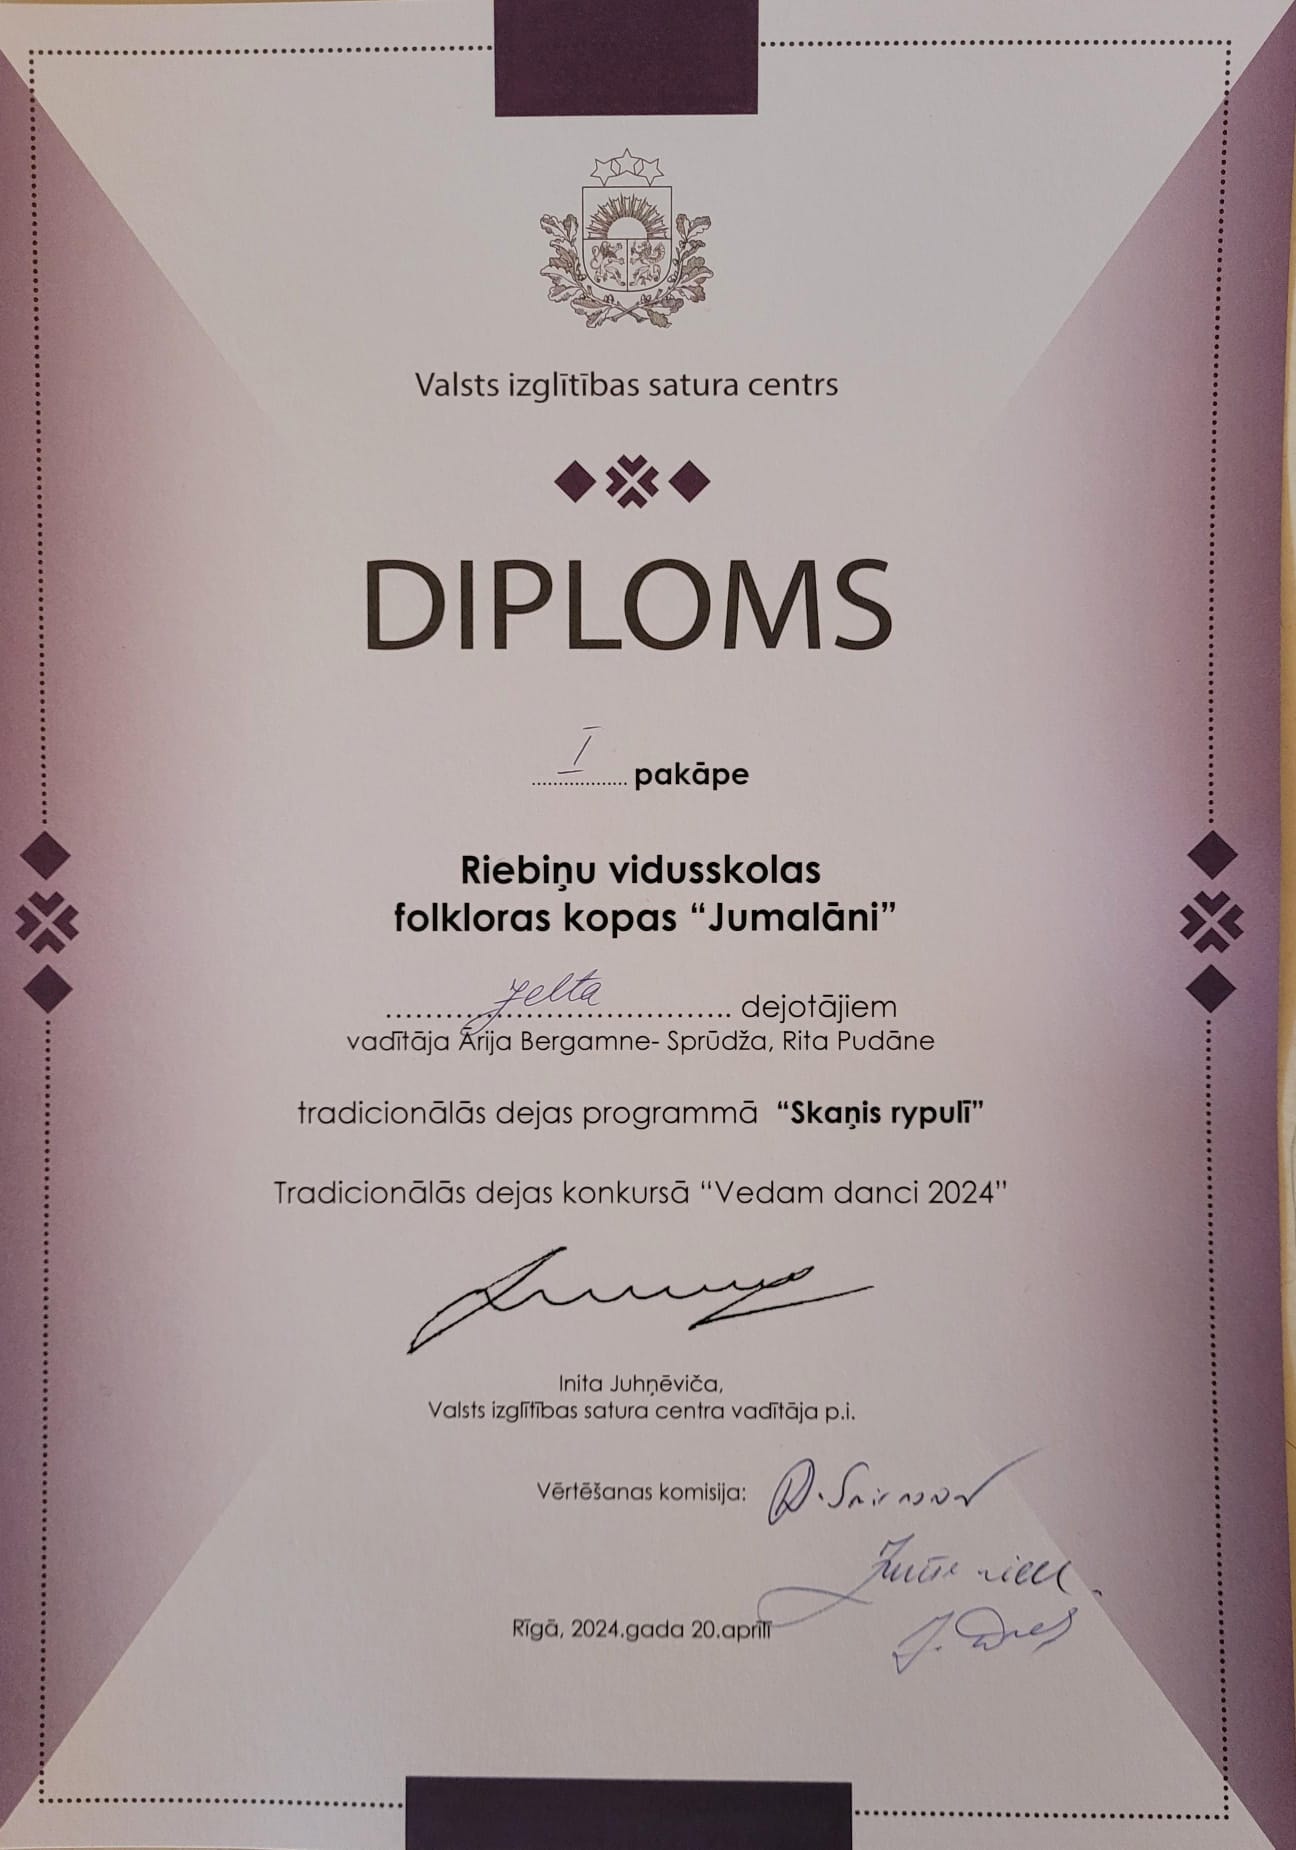 Valsts izglītības satura centrs
DIPLOMS
I pakāpe
Riebiņu vidusskolas
folkloras kopas “Jumalāni”
zelta dejotājiem
vadītāja Ārija Bergamne- Sprūdža, Rita Pudāne
tradicionālās dejas programmā “Skaņis rypulī”
Tradicionālās dejas konkursā “Vedam danci 2024”
Inita Juhņēviča,
Valsts izglītības satura centra vadītāja p.i.
Vērtēšanas komisija:
Rīgā, 2024.gada 20.aprīlī